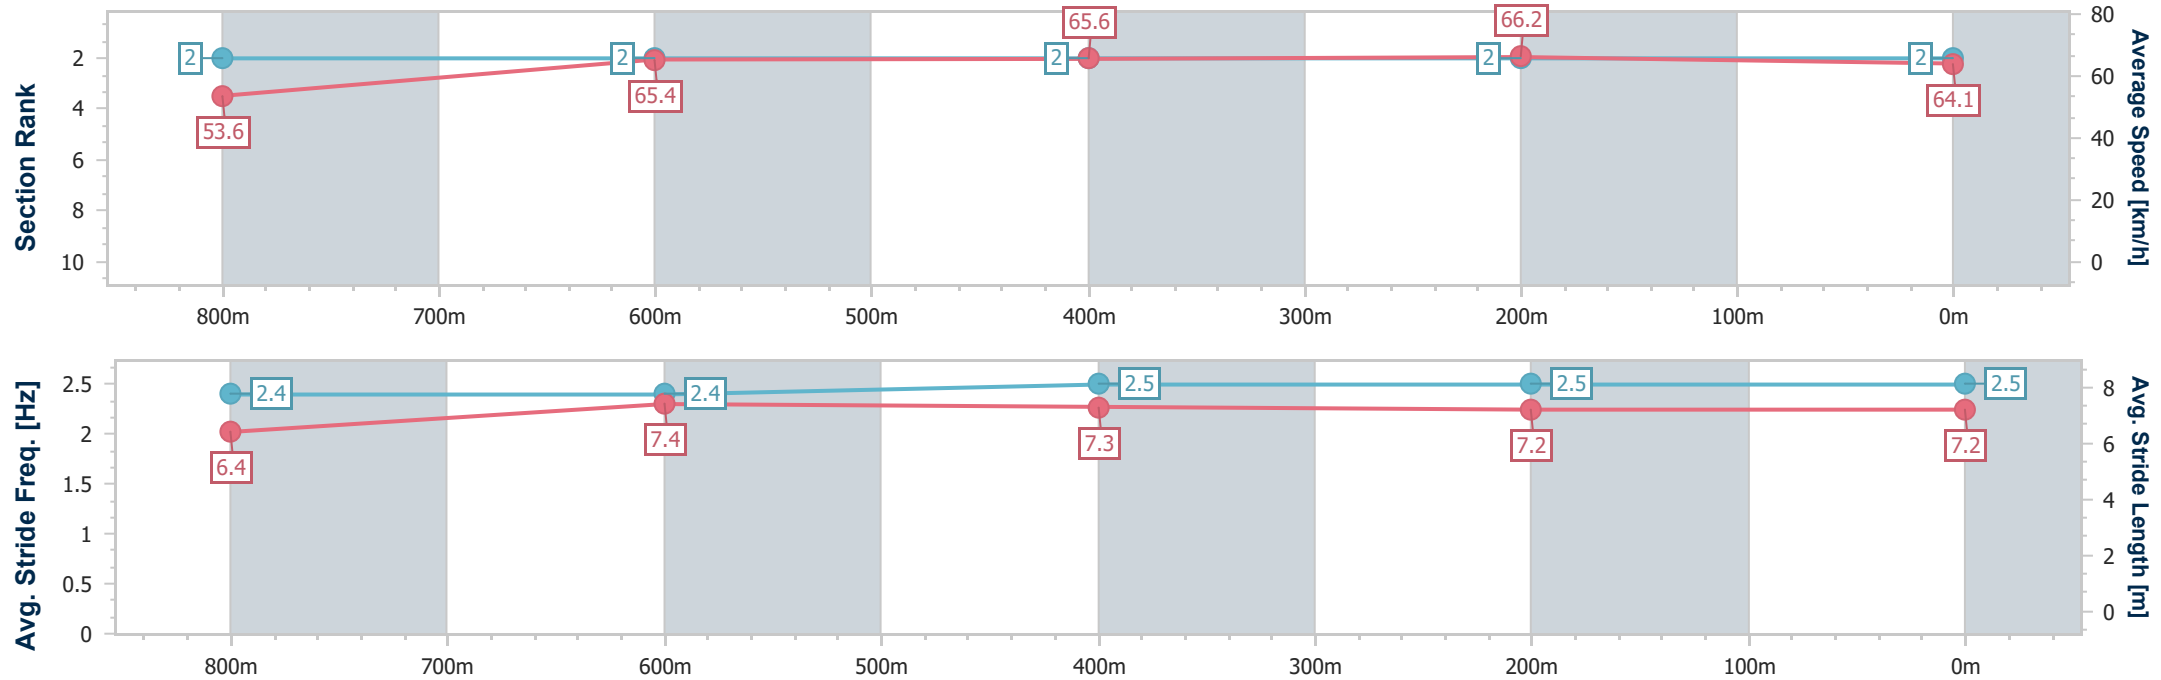 Section Rank
2
4
6
8
10
2
2
2
2
2
53.6
65.4
65.6
66.2
64.1
80
60
40
20
0
Average Speed [km/h]
800m
700m
600m
500m
400m
300m
200m
100m
0m
Avg. Stride Freq. [Hz]
2.5
2
1.5
1
0.5
0
2.4
2.4
2.5
2.5
2.5
6.4
7.4
7.3
7.2
7.2
8
6
4
2
0
Avg. Stride Length [m]
800m
700m
600m
500m
400m
300m
200m
100m
0m